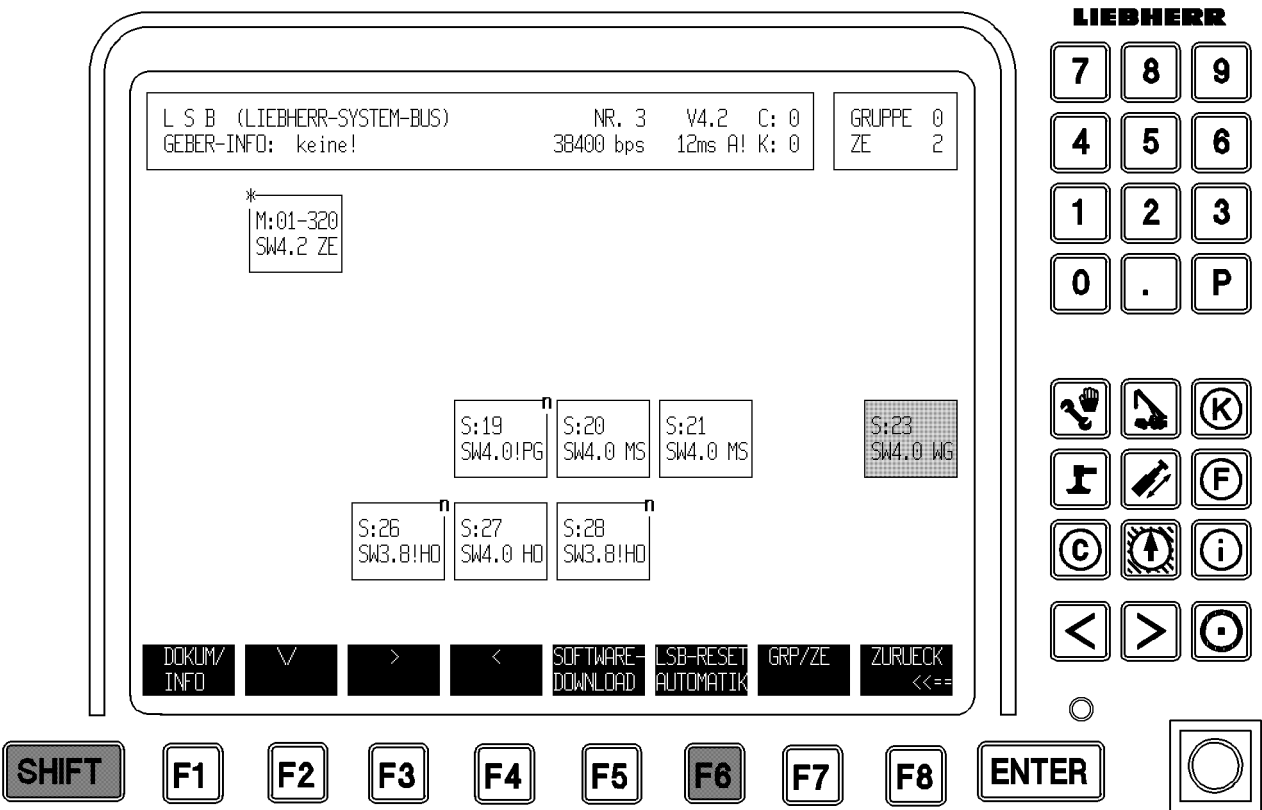 LIEBHERR
L S B (LIEBHERR-SYSTEM-BUS) NR. 3 V4.2 C: 0
GEBER-INFO: keine! 38400 bps 12ms A! K: 0
GRUPPE 0
ZE 2
*
M:01-320
SW4.2 ZE
n
S:19
SW4.0!PG
S:20
SW4.0 MS
S:21
SW4.0 MS
S:23
SW4.0 WG
n
S:26
SW3.8!HO
S:27
SW4.0 HO
n
S:28
SW3.8!HO
DOKUM/
INFO
\/
>
<
SOFTWARE-
DOWNLOAD
LSB-RESET
AUTOMATIK
GRP/ZE
ZURUECK
<<==
7 8 9
4 5 6
1 2 3
0 . P
K
F
C i
< >
SHIFT F1 F2 F3 F4 F5 F6 F7 F8 ENTER